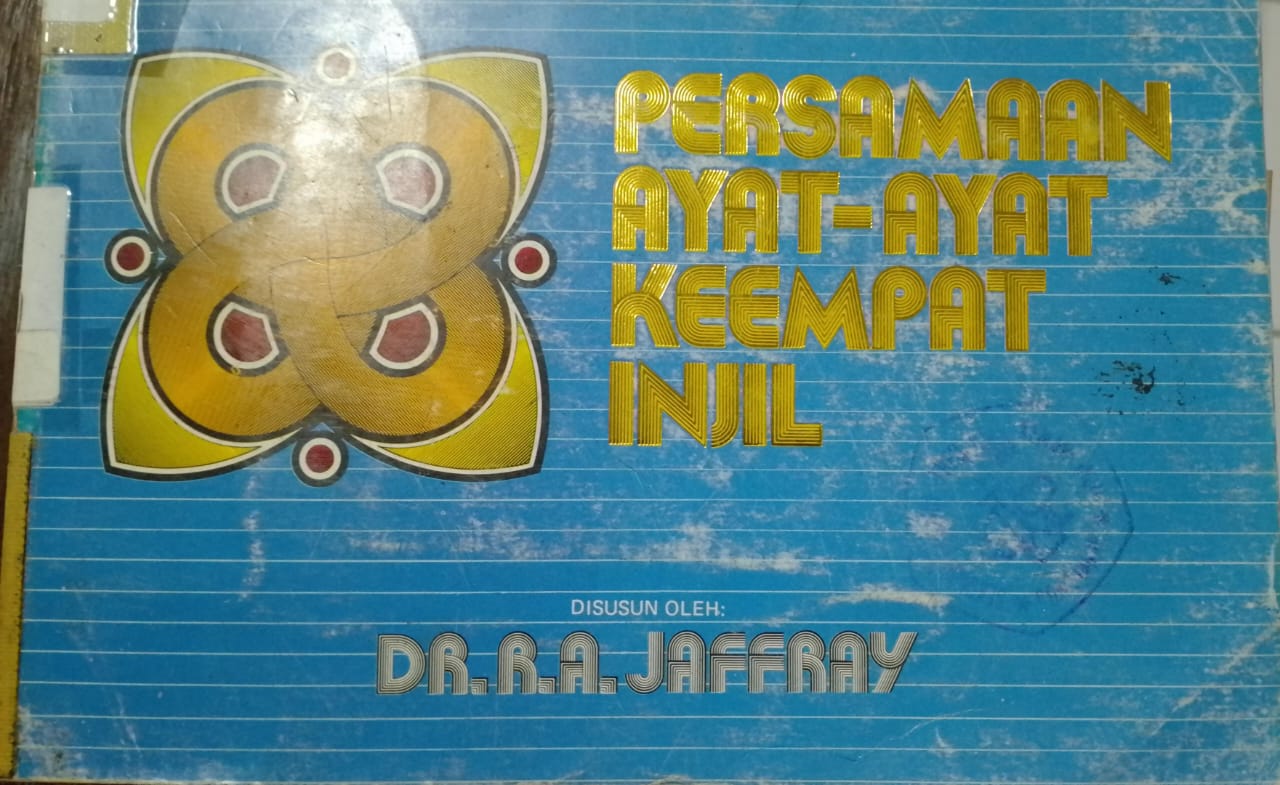 PERSAMAAN
AYAT-AYAT
KEEMPAT
INJIL
DISUSUN OLEH:
DR. R.A. JAFFRAY